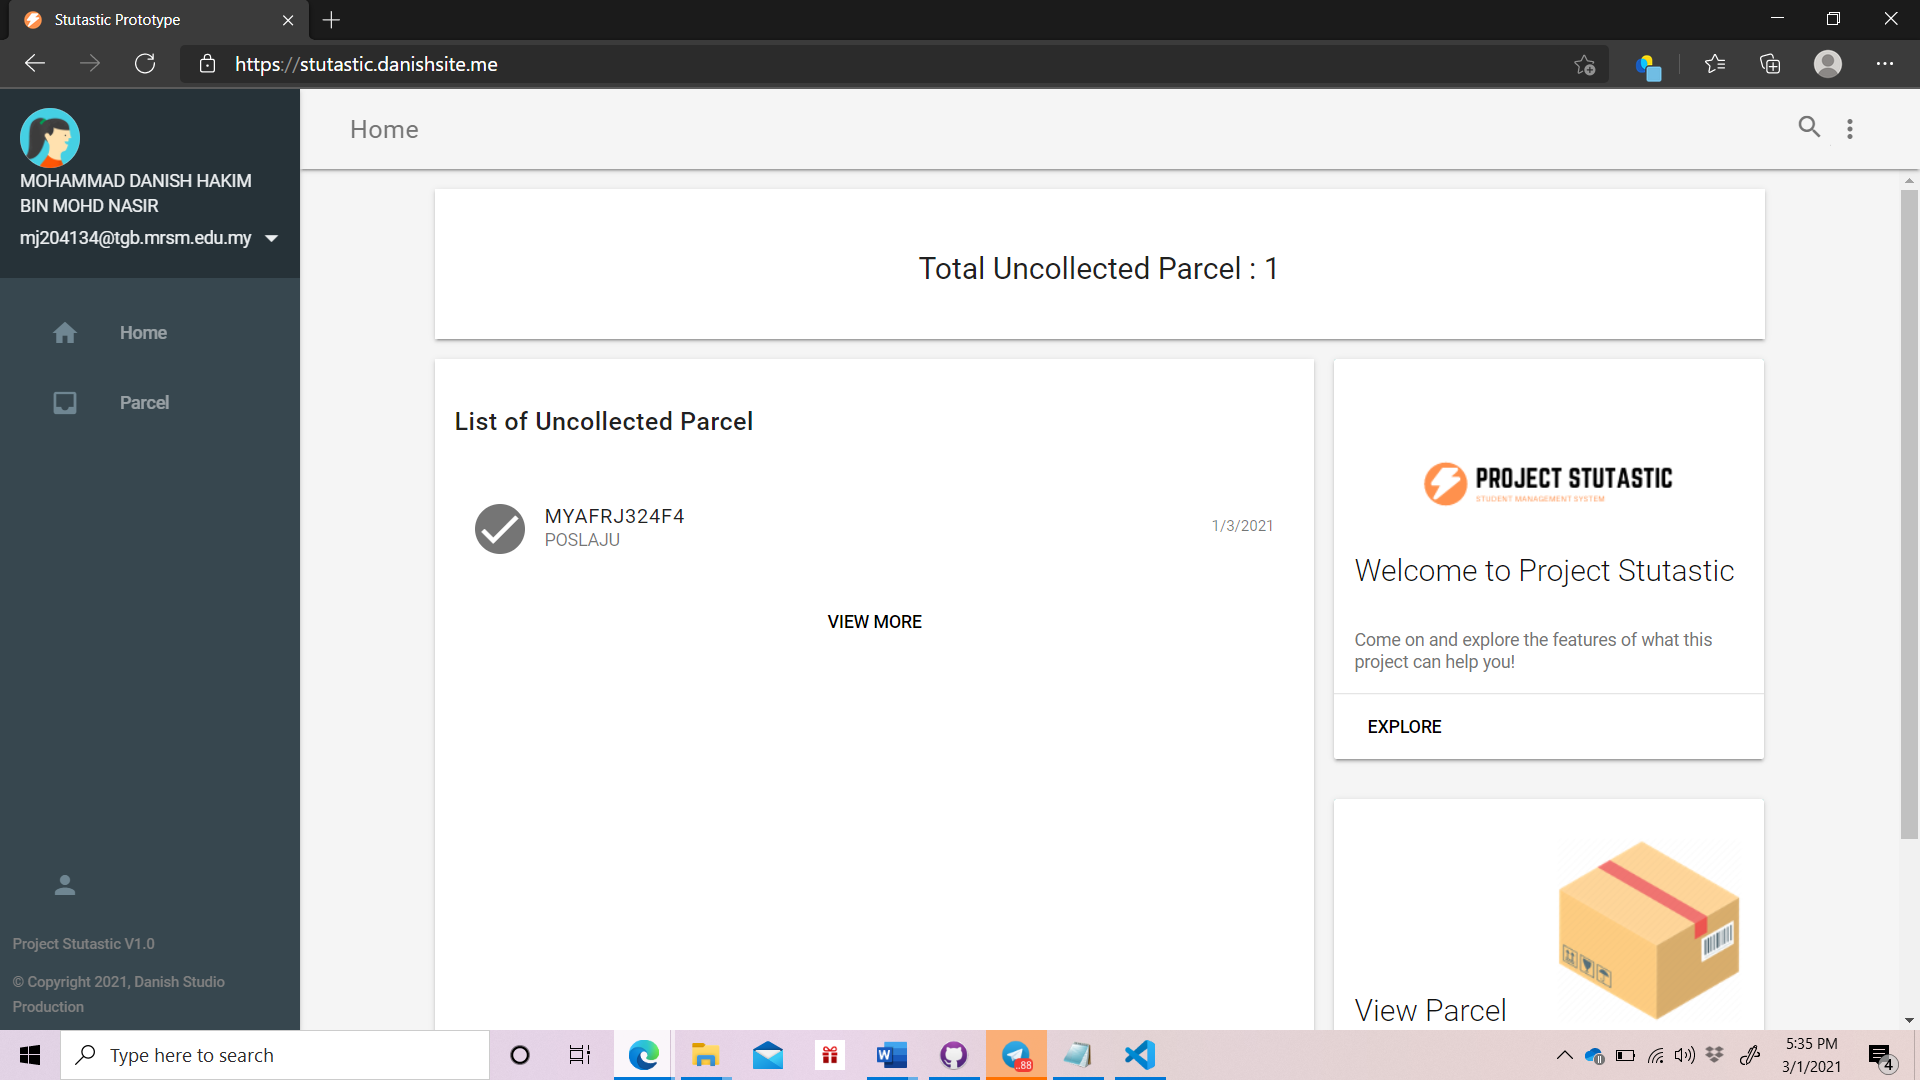 Stutastic Prototype
https://stutastic.danishsite.me
MOHAMMAD DANISH HAKIM
BIN MOHD NASIR
mj204134@tgb.mrsm.edu.my
Home
Parcel
Project Stutastic V1.0
© Copyright 2021, Danish Studio
Production
Home
Total Uncollected Parcel : 1
List of Uncollected Parcel
MYAFRJ324F4
POSLAJU
1/3/2021
VIEW MORE
PROJECT STUTASTIC
STUDENT MANAGEMENT SYSTEM
Welcome to Project Stutastic
Come on and explore the features of what this
project can help you!
EXPLORE
View Parcel
Type here to search
W
..88
5:35 PM
3/1/2021
4